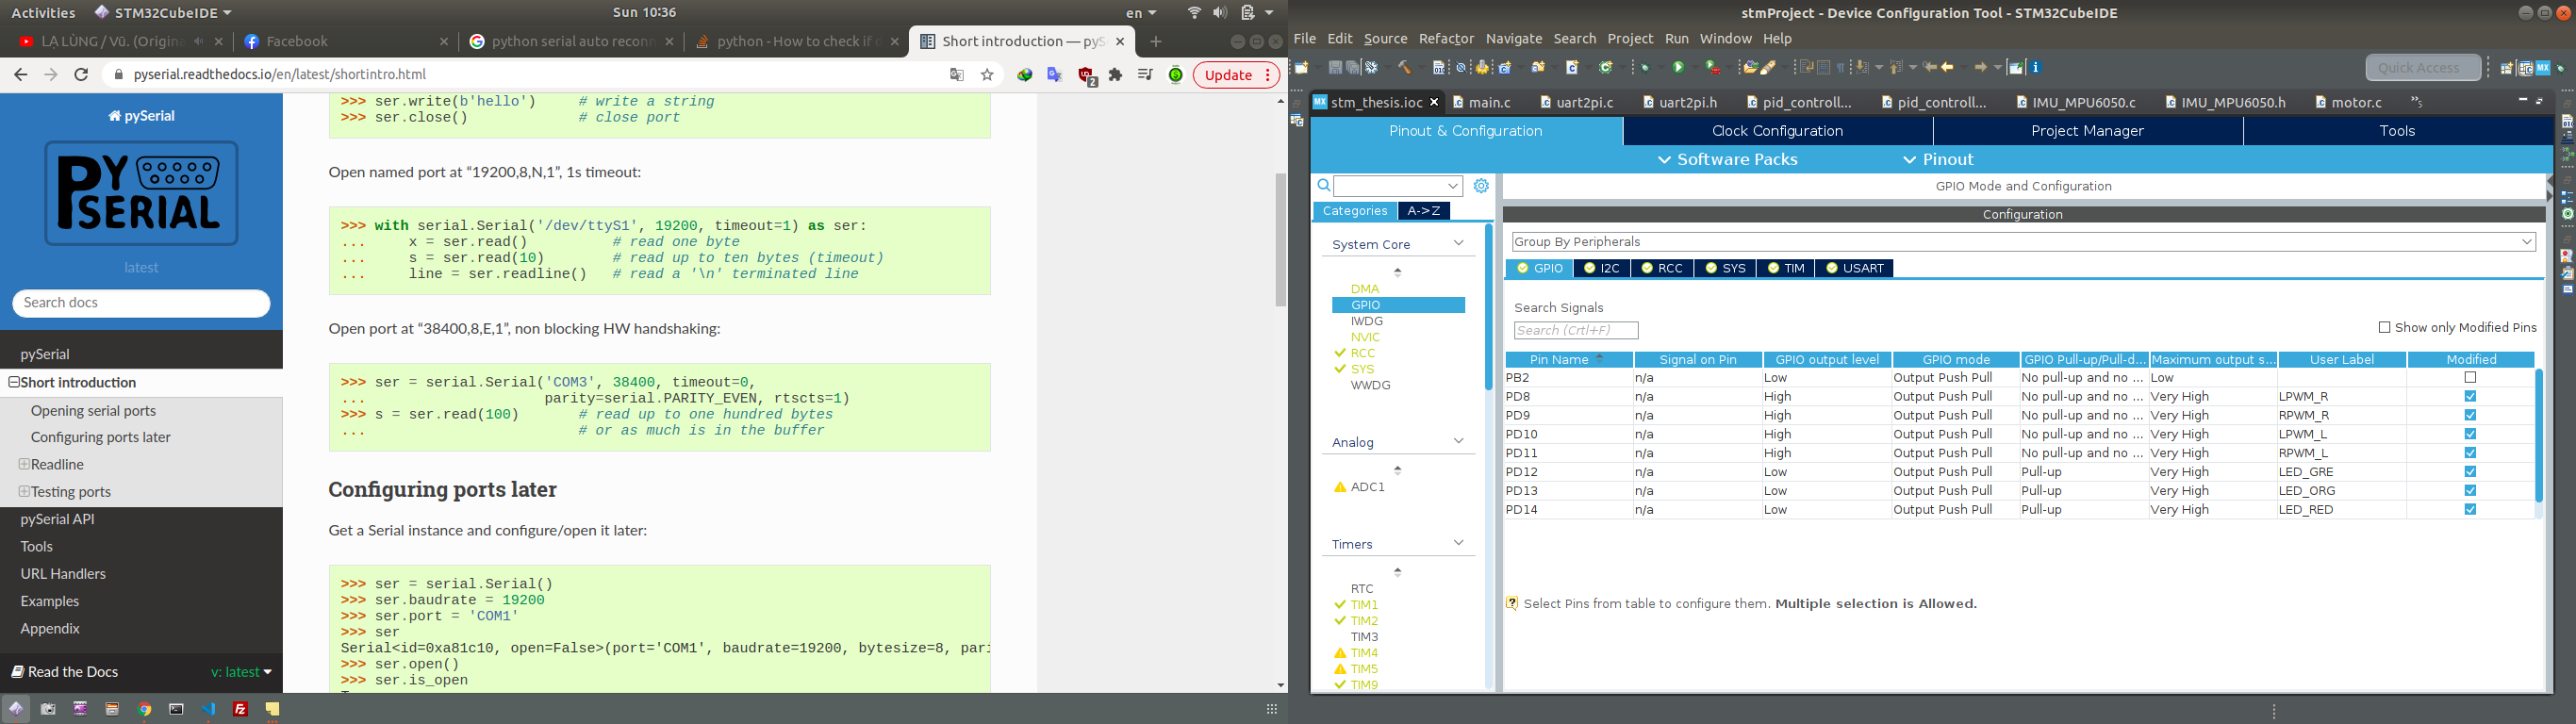 Activities
STM32CubeIDE
Sun 10:36
en
LẠ LÙNG / Vũ. (Origina
Facebook
python serial auto reconn
python - How to check if
Short introduction — pyS
pyserial.readthedocs.io/en/latest/shortintro.html
2
Update
pySerial
PY SERIAL
latest
Search docs
pySerial
Short introduction
Opening serial ports
Configuring ports later
Readline
Testing ports
pySerial API
Tools
URL Handlers
Examples
Appendix
Read the Docs
v: latest
>>> ser.write(b'hello') # write a string
>>> ser.close() # close port
Open named port at “19200,8,N,1”, 1s timeout:
>>> with serial.Serial('/dev/ttyS1', 19200, timeout=1) as ser:
... x = ser.read() # read one byte
... s = ser.read(10) # read up to ten bytes (timeout)
... line = ser.readline() # read a '\n' terminated line
Open port at “38400,8,E,1”, non blocking HW handshaking:
>>> ser = serial.Serial('COM3', 38400, timeout=0,
... parity=serial.PARITY_EVEN, rtscts=1)
>>> s = ser.read(100) # read up to one hundred bytes
... # or as much is in the buffer
Configuring ports later
Get a Serial instance and configure/open it later:
>>> ser = serial.Serial()
>>> ser.baudrate = 19200
>>> ser.port = 'COM1'
>>> ser
Serial<id=0xa81c10, open=False>(port='COM1', baudrate=19200, bytesize=8, pari
>>> ser.open()
>>> ser.is_open
stmProject - Device Configuration Tool - STM32CubeIDE
File Edit Source Refactor Navigate Search Project Run Window Help
Quick Access
stm_thesis.ioc
main.c
uart2pi.c
uart2pi.h
pid_controll...
pid_controll...
IMU_MPU6050.c
IMU_MPU6050.h
motor.c
»5
Pinout & Configuration
Clock Configuration
Project Manager
Tools
Software Packs
Pinout
GPIO Mode and Configuration
Categories
A->Z
System Core
DMA
GPIO
IWDG
NVIC
RCC
SYS
WWDG
Analog
ADC1
Timers
RTC
TIM1
TIM2
TIM3
TIM4
TIM5
TIM9
Configuration
Group By Peripherals
GPIO I2C RCC SYS TIM USART
Search Signals
Search (Crtl+F)
Show only Modified Pins
Pin Name Signal on Pin GPIO output level GPIO mode GPIO Pull-up/Pull-d... Maximum output s... User Label Modified
PB2 n/a Low Output Push Pull No pull-up and no ... Low
PD8 n/a High Output Push Pull No pull-up and no ... Very High LPWM_R
PD9 n/a High Output Push Pull No pull-up and no ... Very High RPWM_R
PD10 n/a High Output Push Pull No pull-up and no ... Very High LPWM_L
PD11 n/a High Output Push Pull No pull-up and no ... Very High RPWM_L
PD12 n/a Low Output Push Pull Pull-up Very High LED_GRE
PD13 n/a Low Output Push Pull Pull-up Very High LED_ORG
PD14 n/a Low Output Push Pull Pull-up Very High LED_RED
Select Pins from table to configure them. Multiple selection is Allowed.